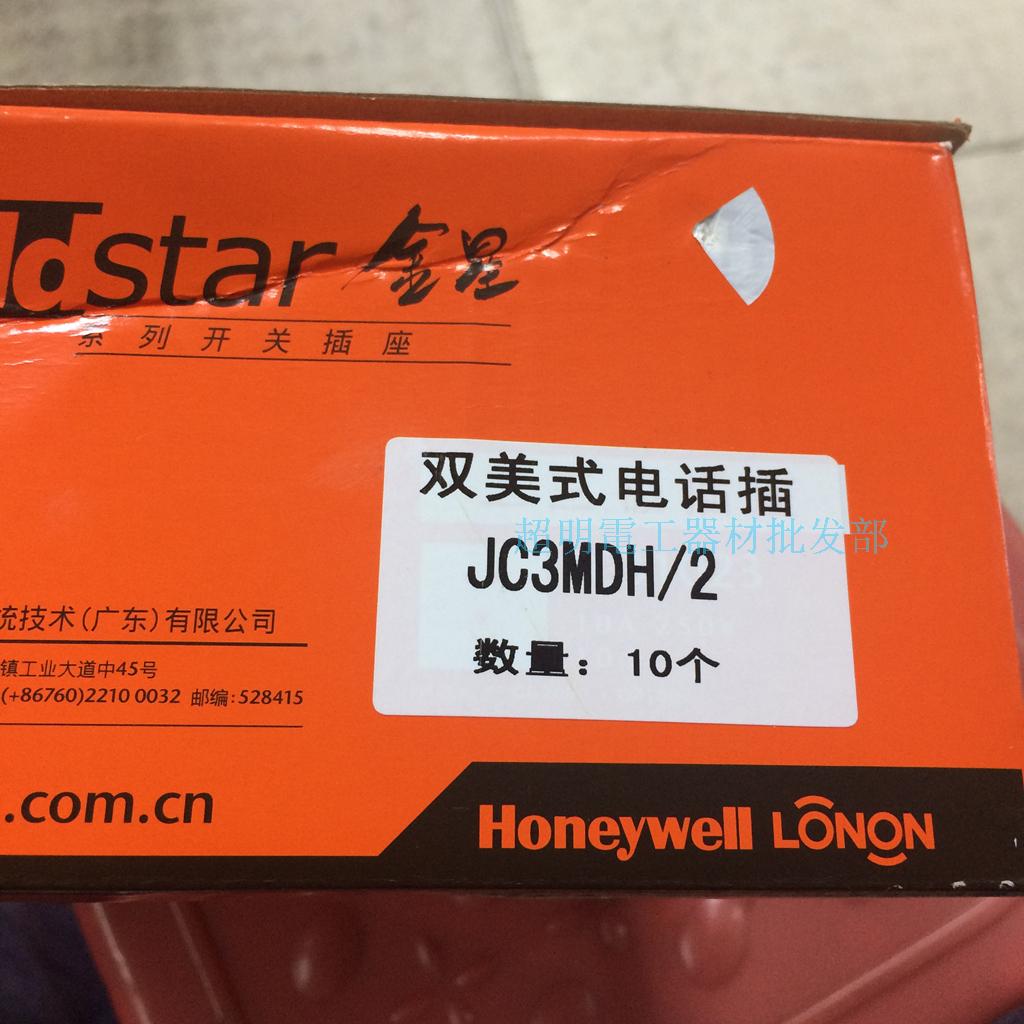 dstar 金星
系列开关插座
双美式电话插
超明電工器材批发部
JC3MDH/2
数量：10个
统技术(广东)有限公司
镇工业大道中45号
(+86760)2210 0032 邮编:528415
.com.cn
Honeywell LONON